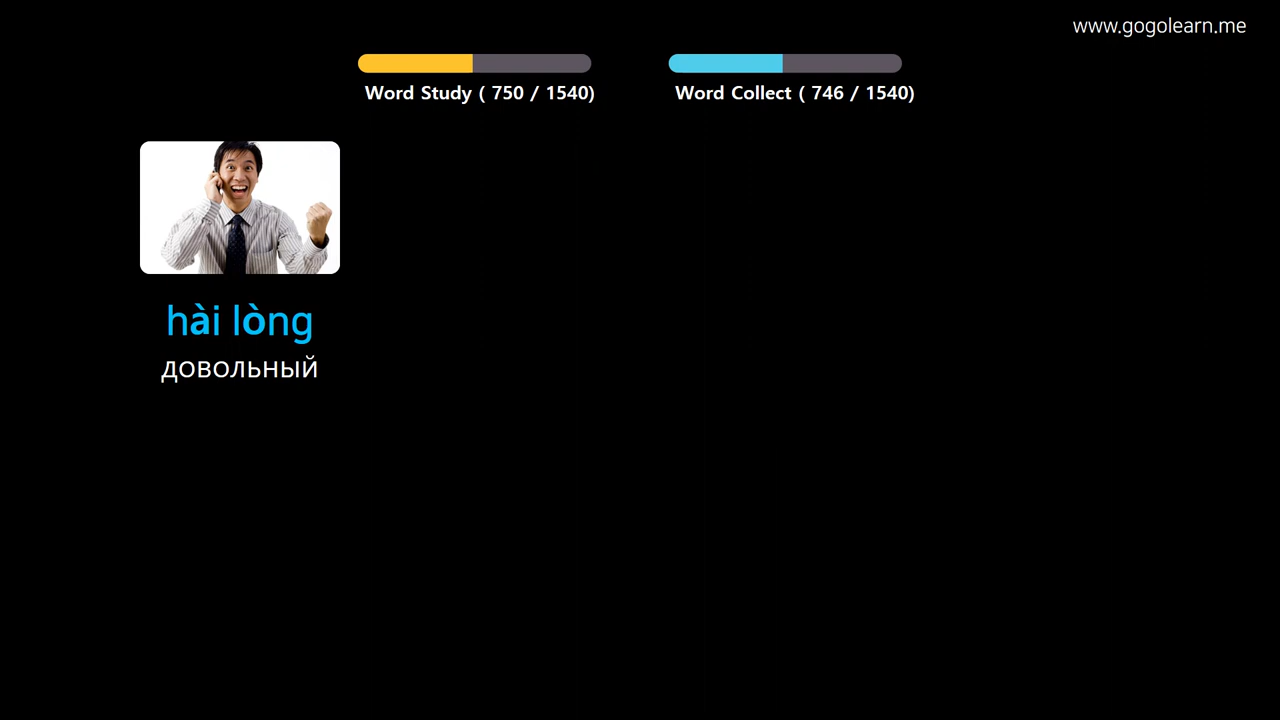 www.gogolearn.me
Word Study ( 750 / 1540)
Word Collect ( 746 / 1540)
hài lòng
довольный